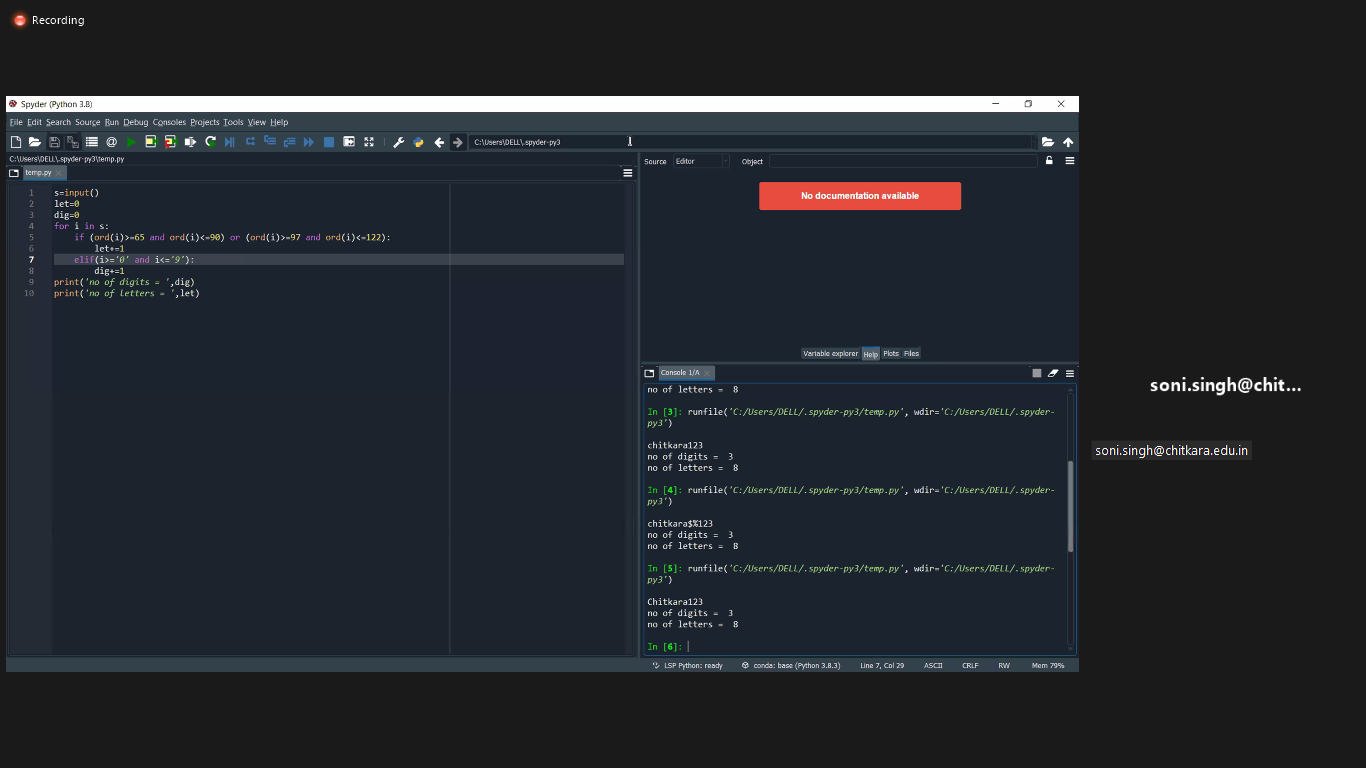 Recording
Spyder (Python 3.8)
File Edit Search Source Run Debug Consoles Projects Tools View Help
C:\Users\DELL\.spyder-py3
C:\Users\DELL\.spyder-py3\temp.py
temp.py
1 s=input()
2 let=0
3 dig=0
4 for i in s:
5 if (ord(i)>=65 and ord(i)<=90) or (ord(i)>=97 and ord(i)<=122):
6 let+=1
7 elif(i>='0' and i<='9'):
8 dig+=1
9 print('no of digits = ',dig)
10 print('no of letters = ',let)
Source Editor Object
No documentation available
Variable explorer Help Plots Files
Console 1/A
no of letters =  8
In [3]: runfile('C:/Users/DELL/.spyder-py3/temp.py', wdir='C:/Users/DELL/.spyder-
py3')
chitkara123
no of digits =  3
no of letters =  8
In [4]: runfile('C:/Users/DELL/.spyder-py3/temp.py', wdir='C:/Users/DELL/.spyder-
py3')
chitkara$%123
no of digits =  3
no of letters =  8
In [5]: runfile('C:/Users/DELL/.spyder-py3/temp.py', wdir='C:/Users/DELL/.spyder-
py3')
Chitkara123
no of digits =  3
no of letters =  8
In [6]:
LSP Python: ready conda: base (Python 3.8.3) Line 7, Col 29 ASCII CRLF RW Mem 79%
soni.singh@chit...
soni.singh@chitkara.edu.in